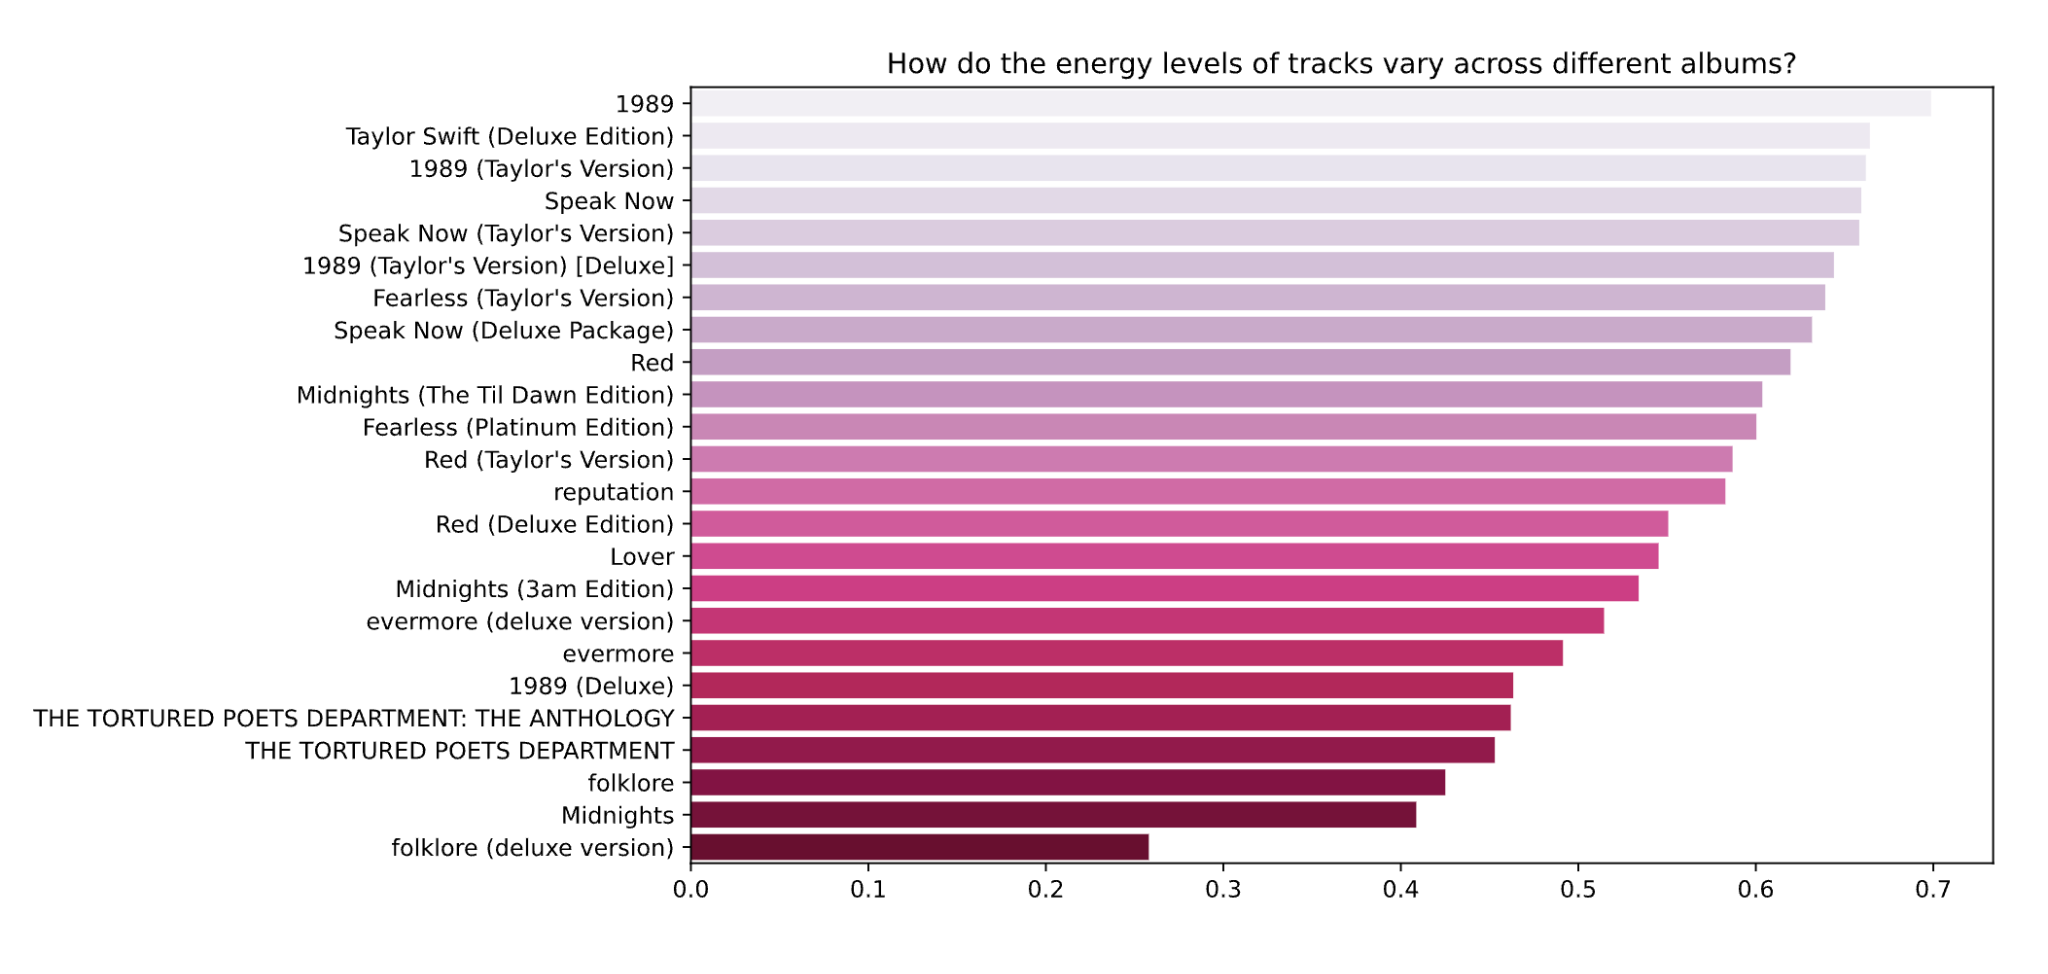 How do the energy levels of tracks vary across different albums?
1989
Taylor Swift (Deluxe Edition)
1989 (Taylor's Version)
Speak Now
Speak Now (Taylor's Version)
1989 (Taylor's Version) [Deluxe]
Fearless (Taylor's Version)
Speak Now (Deluxe Package)
Red
Midnights (The Til Dawn Edition)
Fearless (Platinum Edition)
Red (Taylor's Version)
reputation
Red (Deluxe Edition)
Lover
Midnights (3am Edition)
evermore (deluxe version)
evermore
1989 (Deluxe)
THE TORTURED POETS DEPARTMENT: THE ANTHOLOGY
THE TORTURED POETS DEPARTMENT
folklore
Midnights
folklore (deluxe version)
0.0 0.1 0.2 0.3 0.4 0.5 0.6 0.7